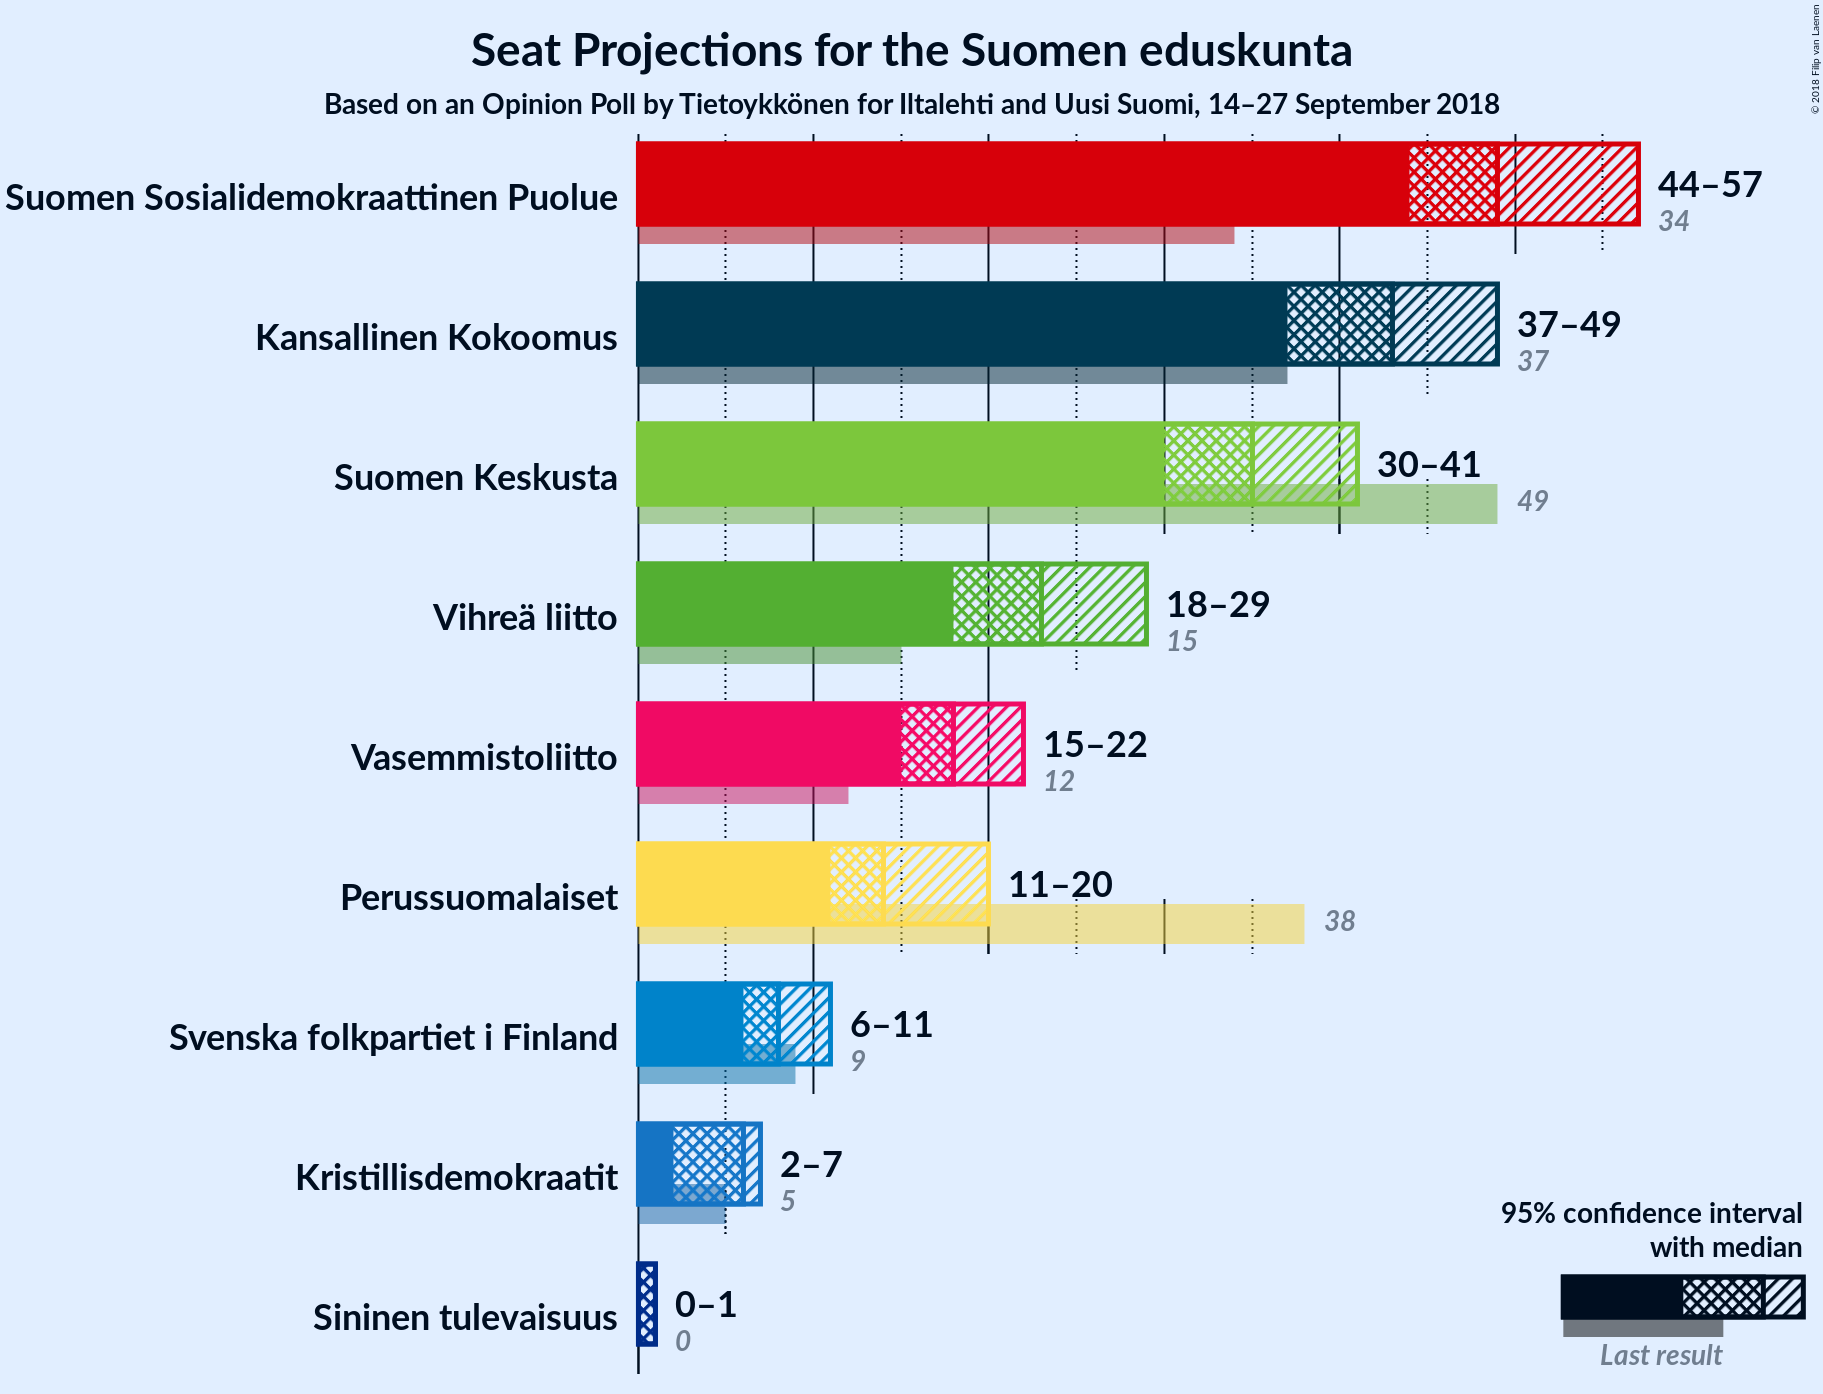 Seat Projections for the Suomen eduskunta
Based on an Opinion Poll by Tietoykkönen for Iltalehti and Uusi Suomi, 14–27 September 2018
© 2018 Filip van Laenen
Suomen Sosialidemokraattinen Puolue
44–57
34
Kansallinen Kokoomus
37–49
37
Suomen Keskusta
30–41
49
Vihreä liitto
18–29
15
Vasemmistoliitto
15–22
12
Perussuomalaiset
11–20
38
Svenska folkpartiet i Finland
6–11
9
Kristillisdemokraatit
2–7
5
Sininen tulevaisuus
0–1
0
95% confidence interval
with median
Last result